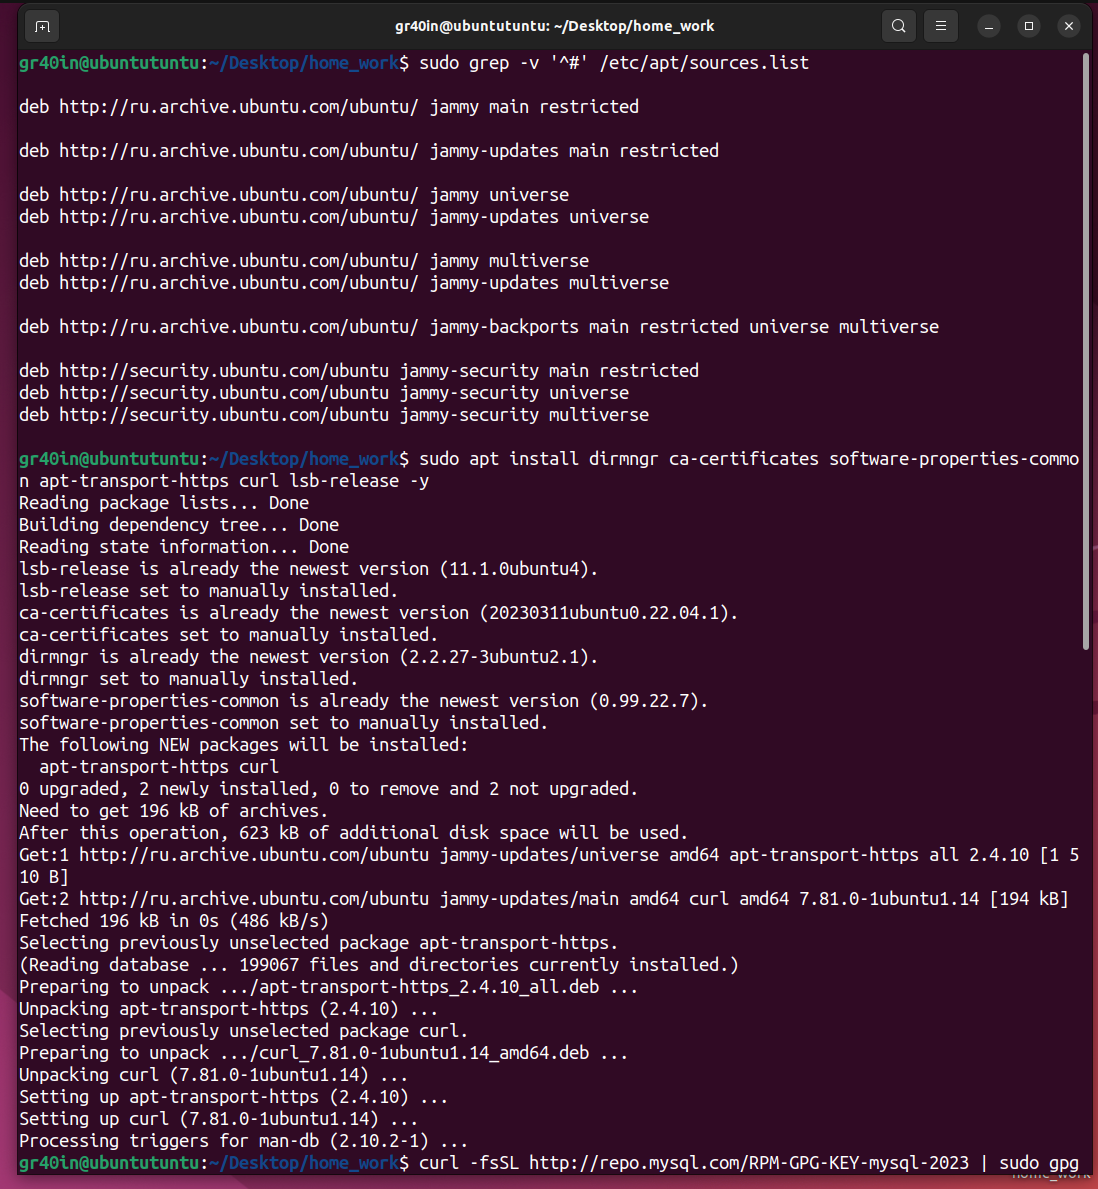 gr40in@ubuntutuntu: ~/Desktop/home_work
gr40in@ubuntutuntu:~/Desktop/home_work$ sudo grep -v '^#' /etc/apt/sources.list
deb http://ru.archive.ubuntu.com/ubuntu/ jammy main restricted
deb http://ru.archive.ubuntu.com/ubuntu/ jammy-updates main restricted
deb http://ru.archive.ubuntu.com/ubuntu/ jammy universe
deb http://ru.archive.ubuntu.com/ubuntu/ jammy-updates universe
deb http://ru.archive.ubuntu.com/ubuntu/ jammy multiverse
deb http://ru.archive.ubuntu.com/ubuntu/ jammy-updates multiverse
deb http://ru.archive.ubuntu.com/ubuntu/ jammy-backports main restricted universe multiverse
deb http://security.ubuntu.com/ubuntu jammy-security main restricted
deb http://security.ubuntu.com/ubuntu jammy-security universe
deb http://security.ubuntu.com/ubuntu jammy-security multiverse
gr40in@ubuntutuntu:~/Desktop/home_work$ sudo apt install dirmngr ca-certificates software-properties-commo
n apt-transport-https curl lsb-release -y
Reading package lists... Done
Building dependency tree... Done
Reading state information... Done
lsb-release is already the newest version (11.1.0ubuntu4).
lsb-release set to manually installed.
ca-certificates is already the newest version (20230311ubuntu0.22.04.1).
ca-certificates set to manually installed.
dirmngr is already the newest version (2.2.27-3ubuntu2.1).
dirmngr set to manually installed.
software-properties-common is already the newest version (0.99.22.7).
software-properties-common set to manually installed.
The following NEW packages will be installed:
  apt-transport-https curl
0 upgraded, 2 newly installed, 0 to remove and 2 not upgraded.
Need to get 196 kB of archives.
After this operation, 623 kB of additional disk space will be used.
Get:1 http://ru.archive.ubuntu.com/ubuntu jammy-updates/universe amd64 apt-transport-https all 2.4.10 [1 5
10 B]
Get:2 http://ru.archive.ubuntu.com/ubuntu jammy-updates/main amd64 curl amd64 7.81.0-1ubuntu1.14 [194 kB]
Fetched 196 kB in 0s (486 kB/s)
Selecting previously unselected package apt-transport-https.
(Reading database ... 199067 files and directories currently installed.)
Preparing to unpack .../apt-transport-https_2.4.10_all.deb ...
Unpacking apt-transport-https (2.4.10) ...
Selecting previously unselected package curl.
Preparing to unpack .../curl_7.81.0-1ubuntu1.14_amd64.deb ...
Unpacking curl (7.81.0-1ubuntu1.14) ...
Setting up apt-transport-https (2.4.10) ...
Setting up curl (7.81.0-1ubuntu1.14) ...
Processing triggers for man-db (2.10.2-1) ...
gr40in@ubuntutuntu:~/Desktop/home_work$ curl -fsSL http://repo.mysql.com/RPM-GPG-KEY-mysql-2023 | sudo gpg
home_work